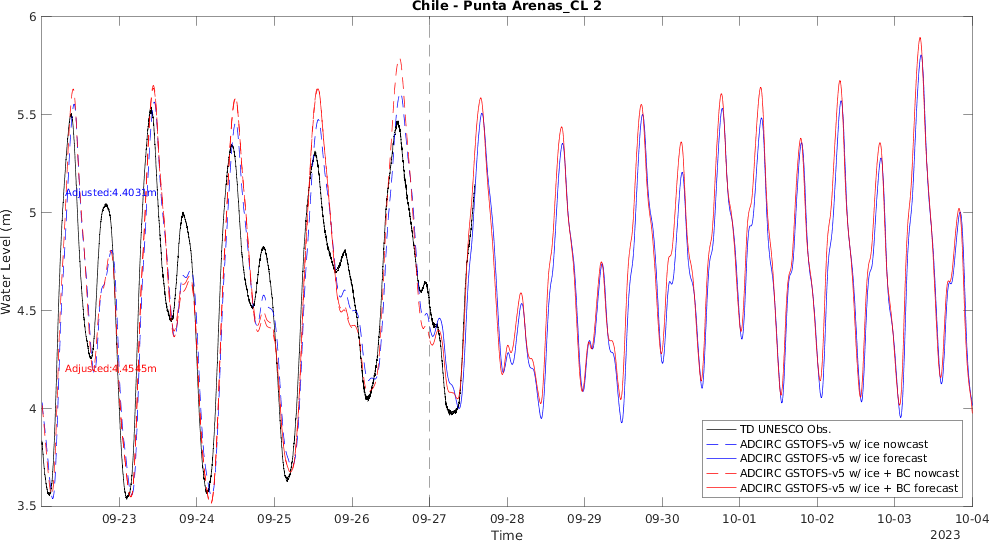 Chile - Punta Arenas_CL 2
6
5.5
5
4.5
4
3.5
Water Level (m)
Adjusted:4.4031m
Adjusted:4.4545m
TD UNESCO Obs.
ADCIRC GSTOFS-v5 w/ ice nowcast
ADCIRC GSTOFS-v5 w/ ice forecast
ADCIRC GSTOFS-v5 w/ ice + BC nowcast
ADCIRC GSTOFS-v5 w/ ice + BC forecast
09-23 09-24 09-25 09-26 09-27 09-28 09-29 09-30 10-01 10-02 10-03 10-04
Time
2023